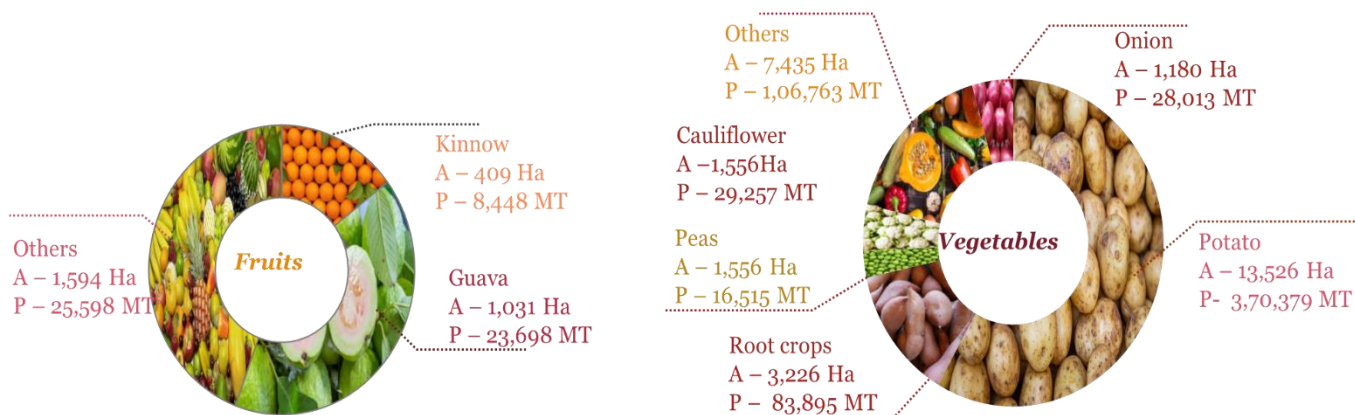 Fruits
Kinnow
A – 409 Ha
P – 8,448 MT
Guava
A – 1,031 Ha
P – 23,698 MT
Others
A – 1,594 Ha
P – 25,598 MT
Vegetables
Others
A – 7,435 Ha
P – 1,06,763 MT
Onion
A – 1,180 Ha
P – 28,013 MT
Cauliflower
A –1,556Ha
P – 29,257 MT
Peas
A – 1,556 Ha
P – 16,515 MT
Potato
A – 13,526 Ha
P- 3,70,379 MT
Root crops
A – 3,226 Ha
P – 83,895 MT